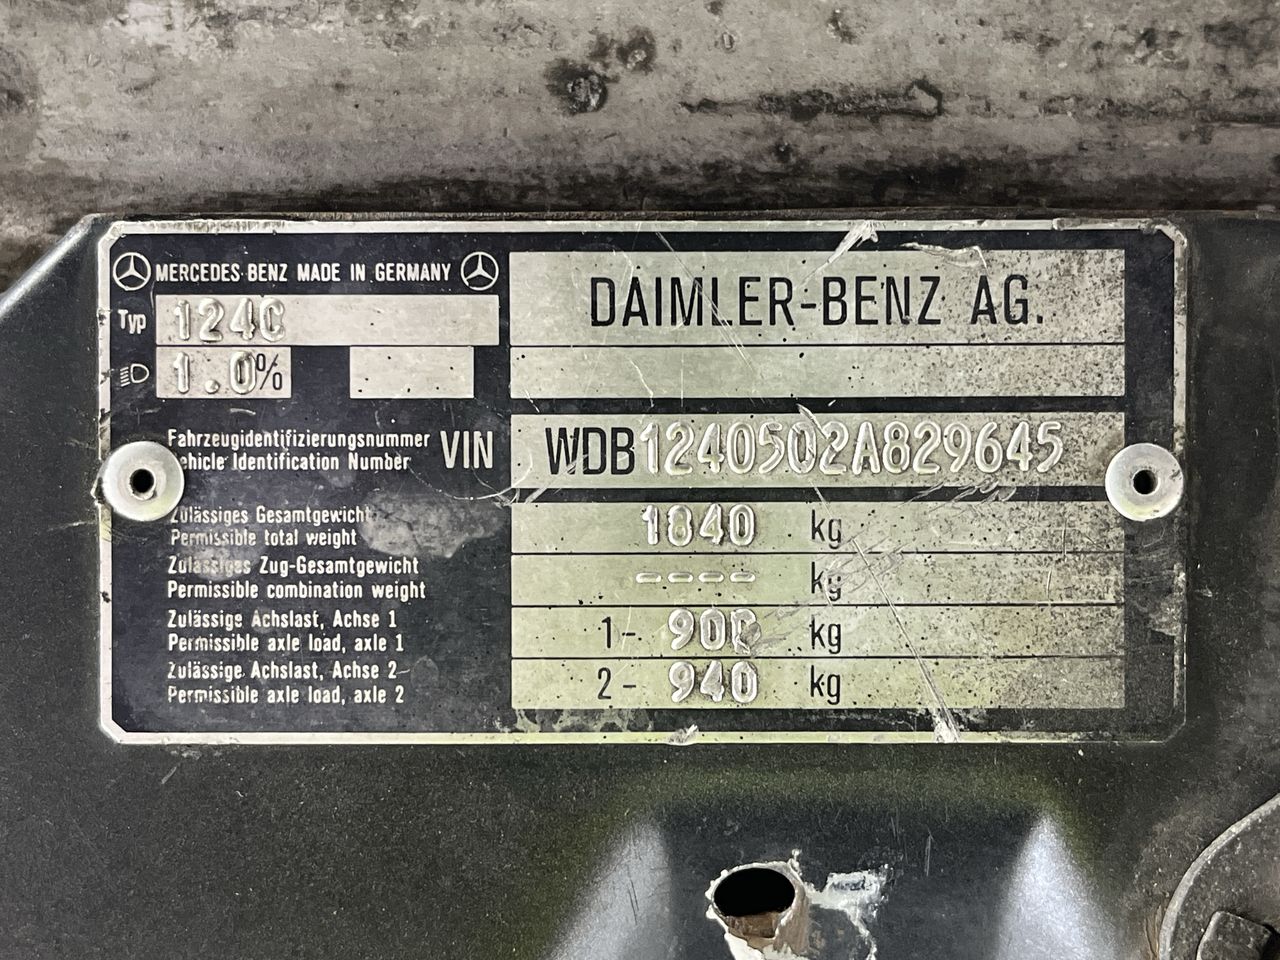 MERCEDES-BENZ MADE IN GERMANY
DAIMLER-BENZ AG.
Typ 124C
1.0%
Fahrzeugidentifizierungsnummer
Vehicle Identification Number
VIN WDB1240502A829645
Zulässiges Gesamtgewicht
Permissible total weight
1840 kg
Zulässiges Zug-Gesamtgewicht
Permissible combination weight
---- kg
Zulässige Achslast, Achse 1
Permissible axle load, axle 1
1- 900 kg
Zulässige Achslast, Achse 2
Permissible axle load, axle 2
2- 940 kg